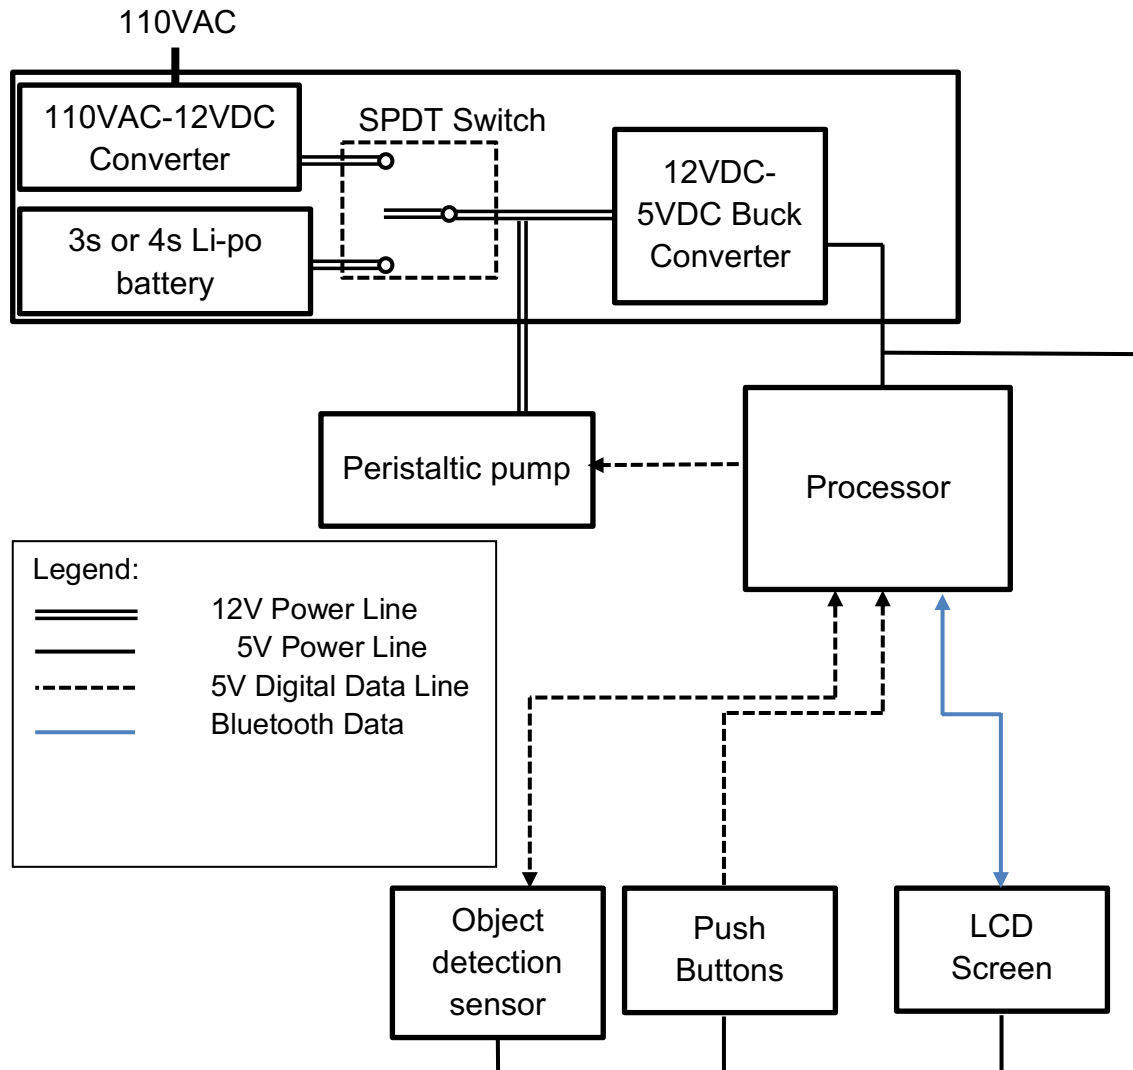 110VAC
110VAC-12VDC
Converter
SPDT Switch
12VDC-
5VDC Buck
Converter
3s or 4s Li-po
battery
Peristaltic pump
Processor
Legend:
12V Power Line
5V Power Line
5V Digital Data Line
Bluetooth Data
Object
detection
sensor
Push
Buttons
LCD
Screen